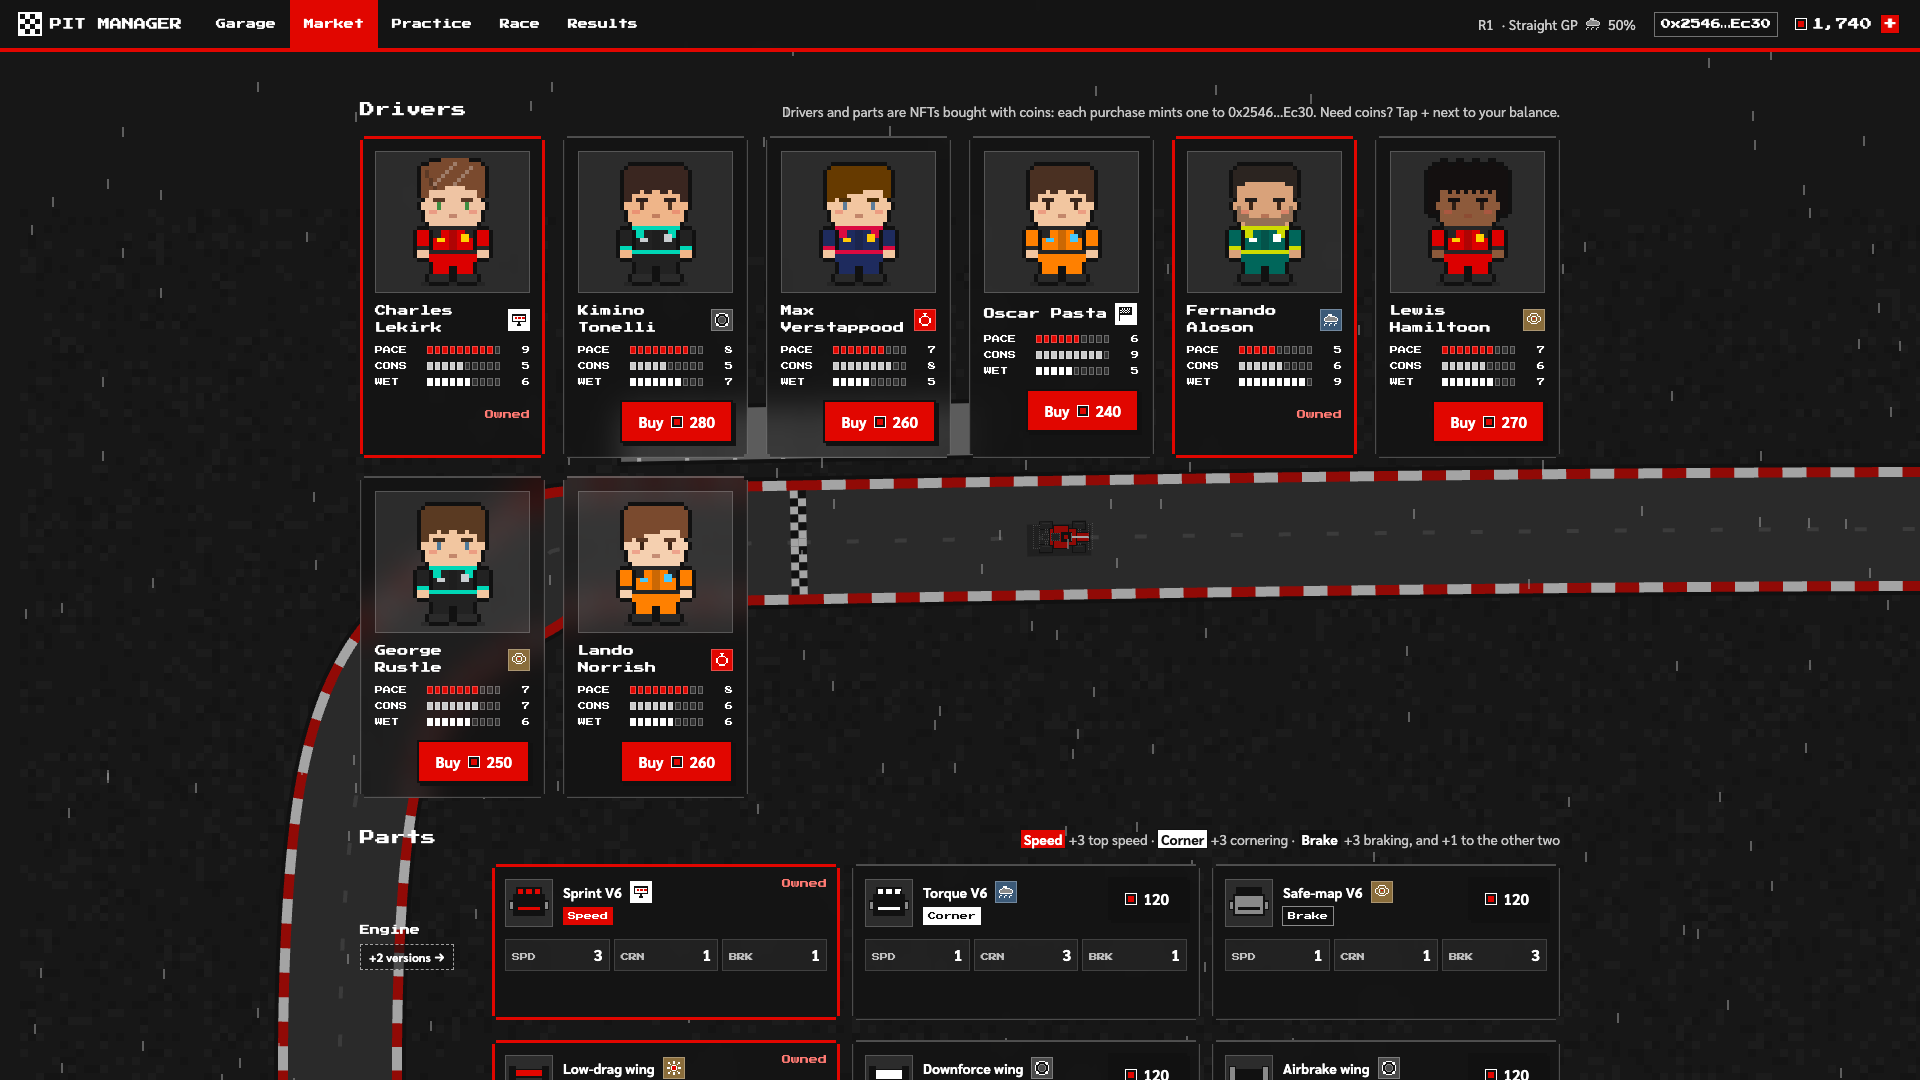 PIT MANAGER Garage Market Practice Race Results R1 · Straight GP 50% 0x2546...Ec30 1,740 +
Drivers
Drivers and parts are NFTs bought with coins: each purchase mints one to 0x2546...Ec30. Need coins? Tap + next to your balance.
Charles Lekirk
PACE 9
CONS 5
WET 6
Owned
Kimino Tonelli
PACE 8
CONS 5
WET 7
Buy 280
Max Verstappood
PACE 7
CONS 8
WET 5
Buy 260
Oscar Pasta
PACE 6
CONS 9
WET 5
Buy 240
Fernando Aloson
PACE 5
CONS 6
WET 9
Owned
Lewis Hamiltoon
PACE 7
CONS 6
WET 7
Buy 270
George Rustle
PACE 7
CONS 7
WET 6
Buy 250
Lando Norrish
PACE 8
CONS 6
WET 6
Buy 260
Parts
Speed +3 top speed · Corner +3 cornering · Brake +3 braking, and +1 to the other two
Engine
+2 versions →
Sprint V6
Owned
Speed
SPD 3 CRN 1 BRK 1
Torque V6
120
Corner
SPD 1 CRN 3 BRK 1
Safe-map V6
120
Brake
SPD 1 CRN 1 BRK 3
Low-drag wing
Owned
Downforce wing
120
Airbrake wing
120